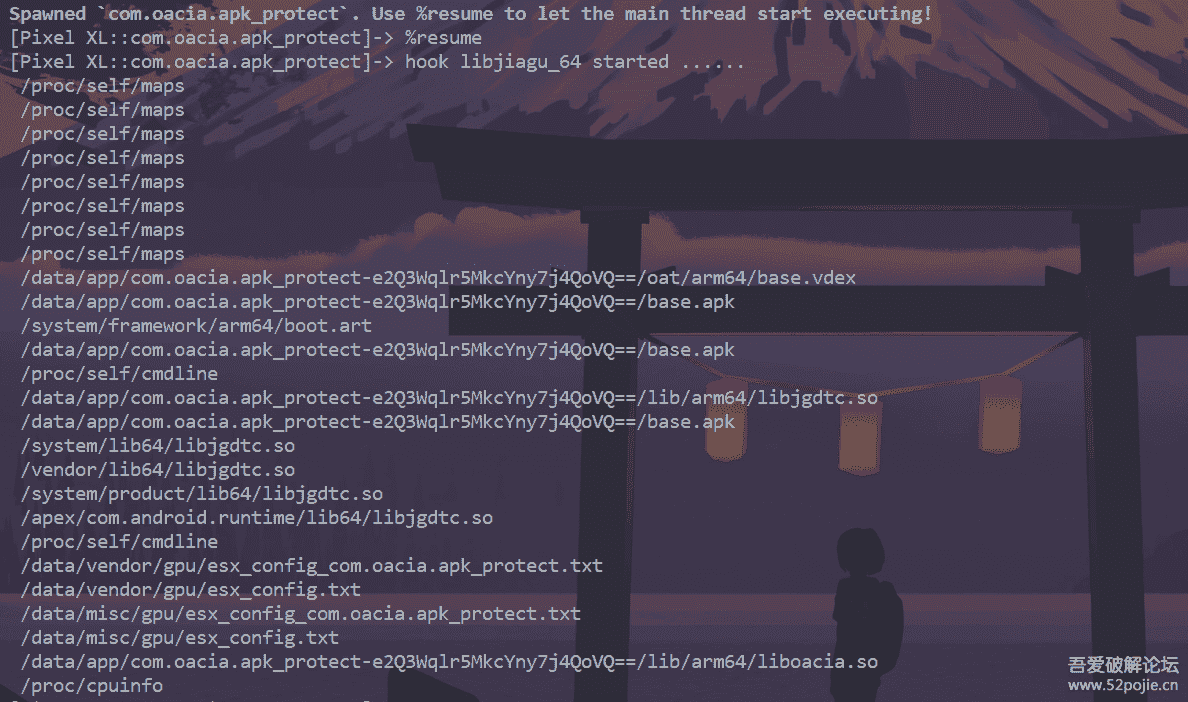 Spawned `com.oacia.apk_protect`. Use %resume to let the main thread start executing!
[Pixel XL::com.oacia.apk_protect]-> %resume
[Pixel XL::com.oacia.apk_protect]-> hook libjiagu_64 started ......
/proc/self/maps
/proc/self/maps
/proc/self/maps
/proc/self/maps
/proc/self/maps
/proc/self/maps
/proc/self/maps
/proc/self/maps
/data/app/com.oacia.apk_protect-e2Q3Wqlr5MkcYny7j4QoVQ==/oat/arm64/base.vdex
/data/app/com.oacia.apk_protect-e2Q3Wqlr5MkcYny7j4QoVQ==/base.apk
/system/framework/arm64/boot.art
/data/app/com.oacia.apk_protect-e2Q3Wqlr5MkcYny7j4QoVQ==/base.apk
/proc/self/cmdline
/data/app/com.oacia.apk_protect-e2Q3Wqlr5MkcYny7j4QoVQ==/lib/arm64/libjgdtc.so
/data/app/com.oacia.apk_protect-e2Q3Wqlr5MkcYny7j4QoVQ==/base.apk
/system/lib64/libjgdtc.so
/vendor/lib64/libjgdtc.so
/system/product/lib64/libjgdtc.so
/apex/com.android.runtime/lib64/libjgdtc.so
/proc/self/cmdline
/data/vendor/gpu/esx_config_com.oacia.apk_protect.txt
/data/vendor/gpu/esx_config.txt
/data/misc/gpu/esx_config_com.oacia.apk_protect.txt
/data/misc/gpu/esx_config.txt
/data/app/com.oacia.apk_protect-e2Q3Wqlr5MkcYny7j4QoVQ==/lib/arm64/liboacia.so
/proc/cpuinfo
吾爱破解论坛
www.52pojie.cn